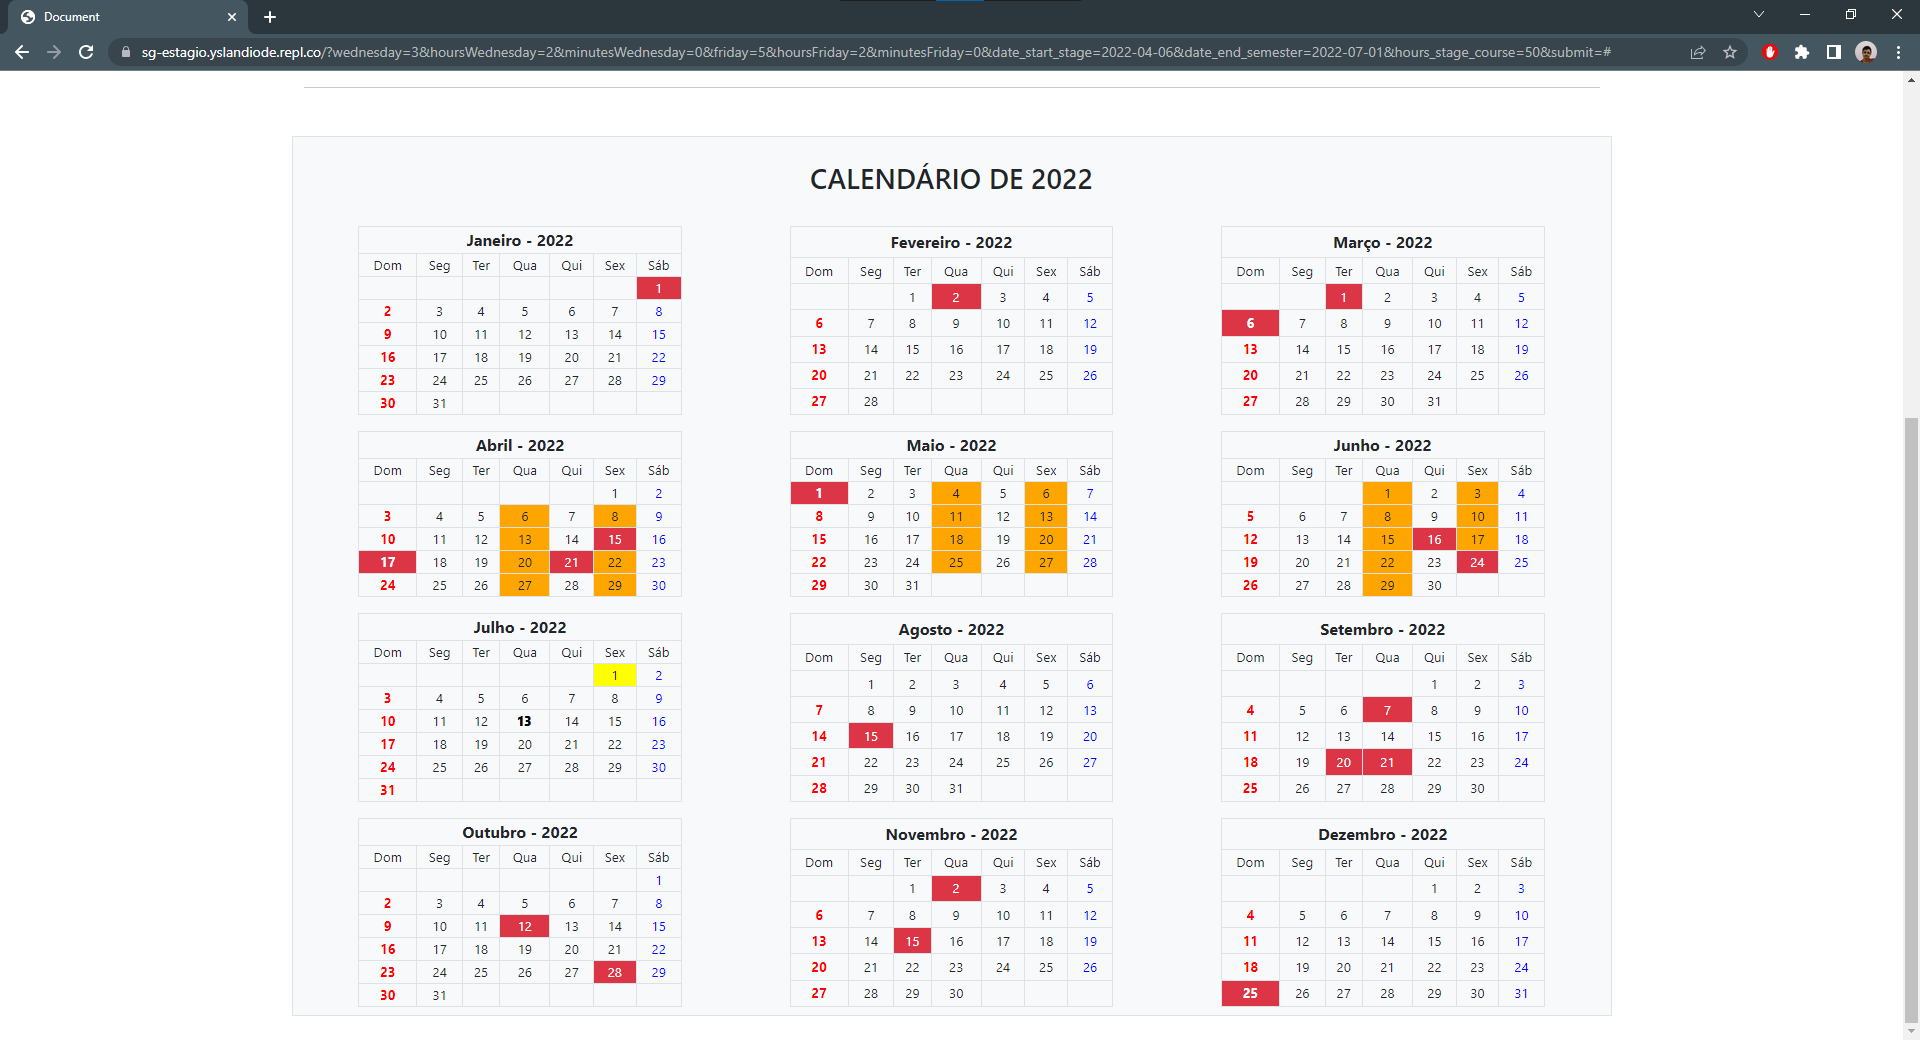 Document
sg-estagio.yslandiode.repl.co/?wednesday=3&hoursWednesday=2&minutesWednesday=0&friday=5&hoursFriday=2&minutesFriday=0&date_start_stage=2022-04-06&date_end_semester=2022-07-01&hours_stage_course=50&submit=#
CALENDÁRIO DE 2022
Janeiro - 2022
Dom Seg Ter Qua Qui Sex Sáb
1
2 3 4 5 6 7 8
9 10 11 12 13 14 15
16 17 18 19 20 21 22
23 24 25 26 27 28 29
30 31
Fevereiro - 2022
Dom Seg Ter Qua Qui Sex Sáb
1 2 3 4 5
6 7 8 9 10 11 12
13 14 15 16 17 18 19
20 21 22 23 24 25 26
27 28
Março - 2022
Dom Seg Ter Qua Qui Sex Sáb
1 2 3 4 5
6 7 8 9 10 11 12
13 14 15 16 17 18 19
20 21 22 23 24 25 26
27 28 29 30 31
Abril - 2022
Dom Seg Ter Qua Qui Sex Sáb
1 2
3 4 5 6 7 8 9
10 11 12 13 14 15 16
17 18 19 20 21 22 23
24 25 26 27 28 29 30
Maio - 2022
Dom Seg Ter Qua Qui Sex Sáb
1 2 3 4 5 6 7
8 9 10 11 12 13 14
15 16 17 18 19 20 21
22 23 24 25 26 27 28
29 30 31
Junho - 2022
Dom Seg Ter Qua Qui Sex Sáb
1 2 3 4
5 6 7 8 9 10 11
12 13 14 15 16 17 18
19 20 21 22 23 24 25
26 27 28 29 30
Julho - 2022
Dom Seg Ter Qua Qui Sex Sáb
1 2
3 4 5 6 7 8 9
10 11 12 13 14 15 16
17 18 19 20 21 22 23
24 25 26 27 28 29 30
31
Agosto - 2022
Dom Seg Ter Qua Qui Sex Sáb
1 2 3 4 5 6
7 8 9 10 11 12 13
14 15 16 17 18 19 20
21 22 23 24 25 26 27
28 29 30 31
Setembro - 2022
Dom Seg Ter Qua Qui Sex Sáb
1 2 3
4 5 6 7 8 9 10
11 12 13 14 15 16 17
18 19 20 21 22 23 24
25 26 27 28 29 30
Outubro - 2022
Dom Seg Ter Qua Qui Sex Sáb
1
2 3 4 5 6 7 8
9 10 11 12 13 14 15
16 17 18 19 20 21 22
23 24 25 26 27 28 29
30 31
Novembro - 2022
Dom Seg Ter Qua Qui Sex Sáb
1 2 3 4 5
6 7 8 9 10 11 12
13 14 15 16 17 18 19
20 21 22 23 24 25 26
27 28 29 30
Dezembro - 2022
Dom Seg Ter Qua Qui Sex Sáb
1 2 3
4 5 6 7 8 9 10
11 12 13 14 15 16 17
18 19 20 21 22 23 24
25 26 27 28 29 30 31